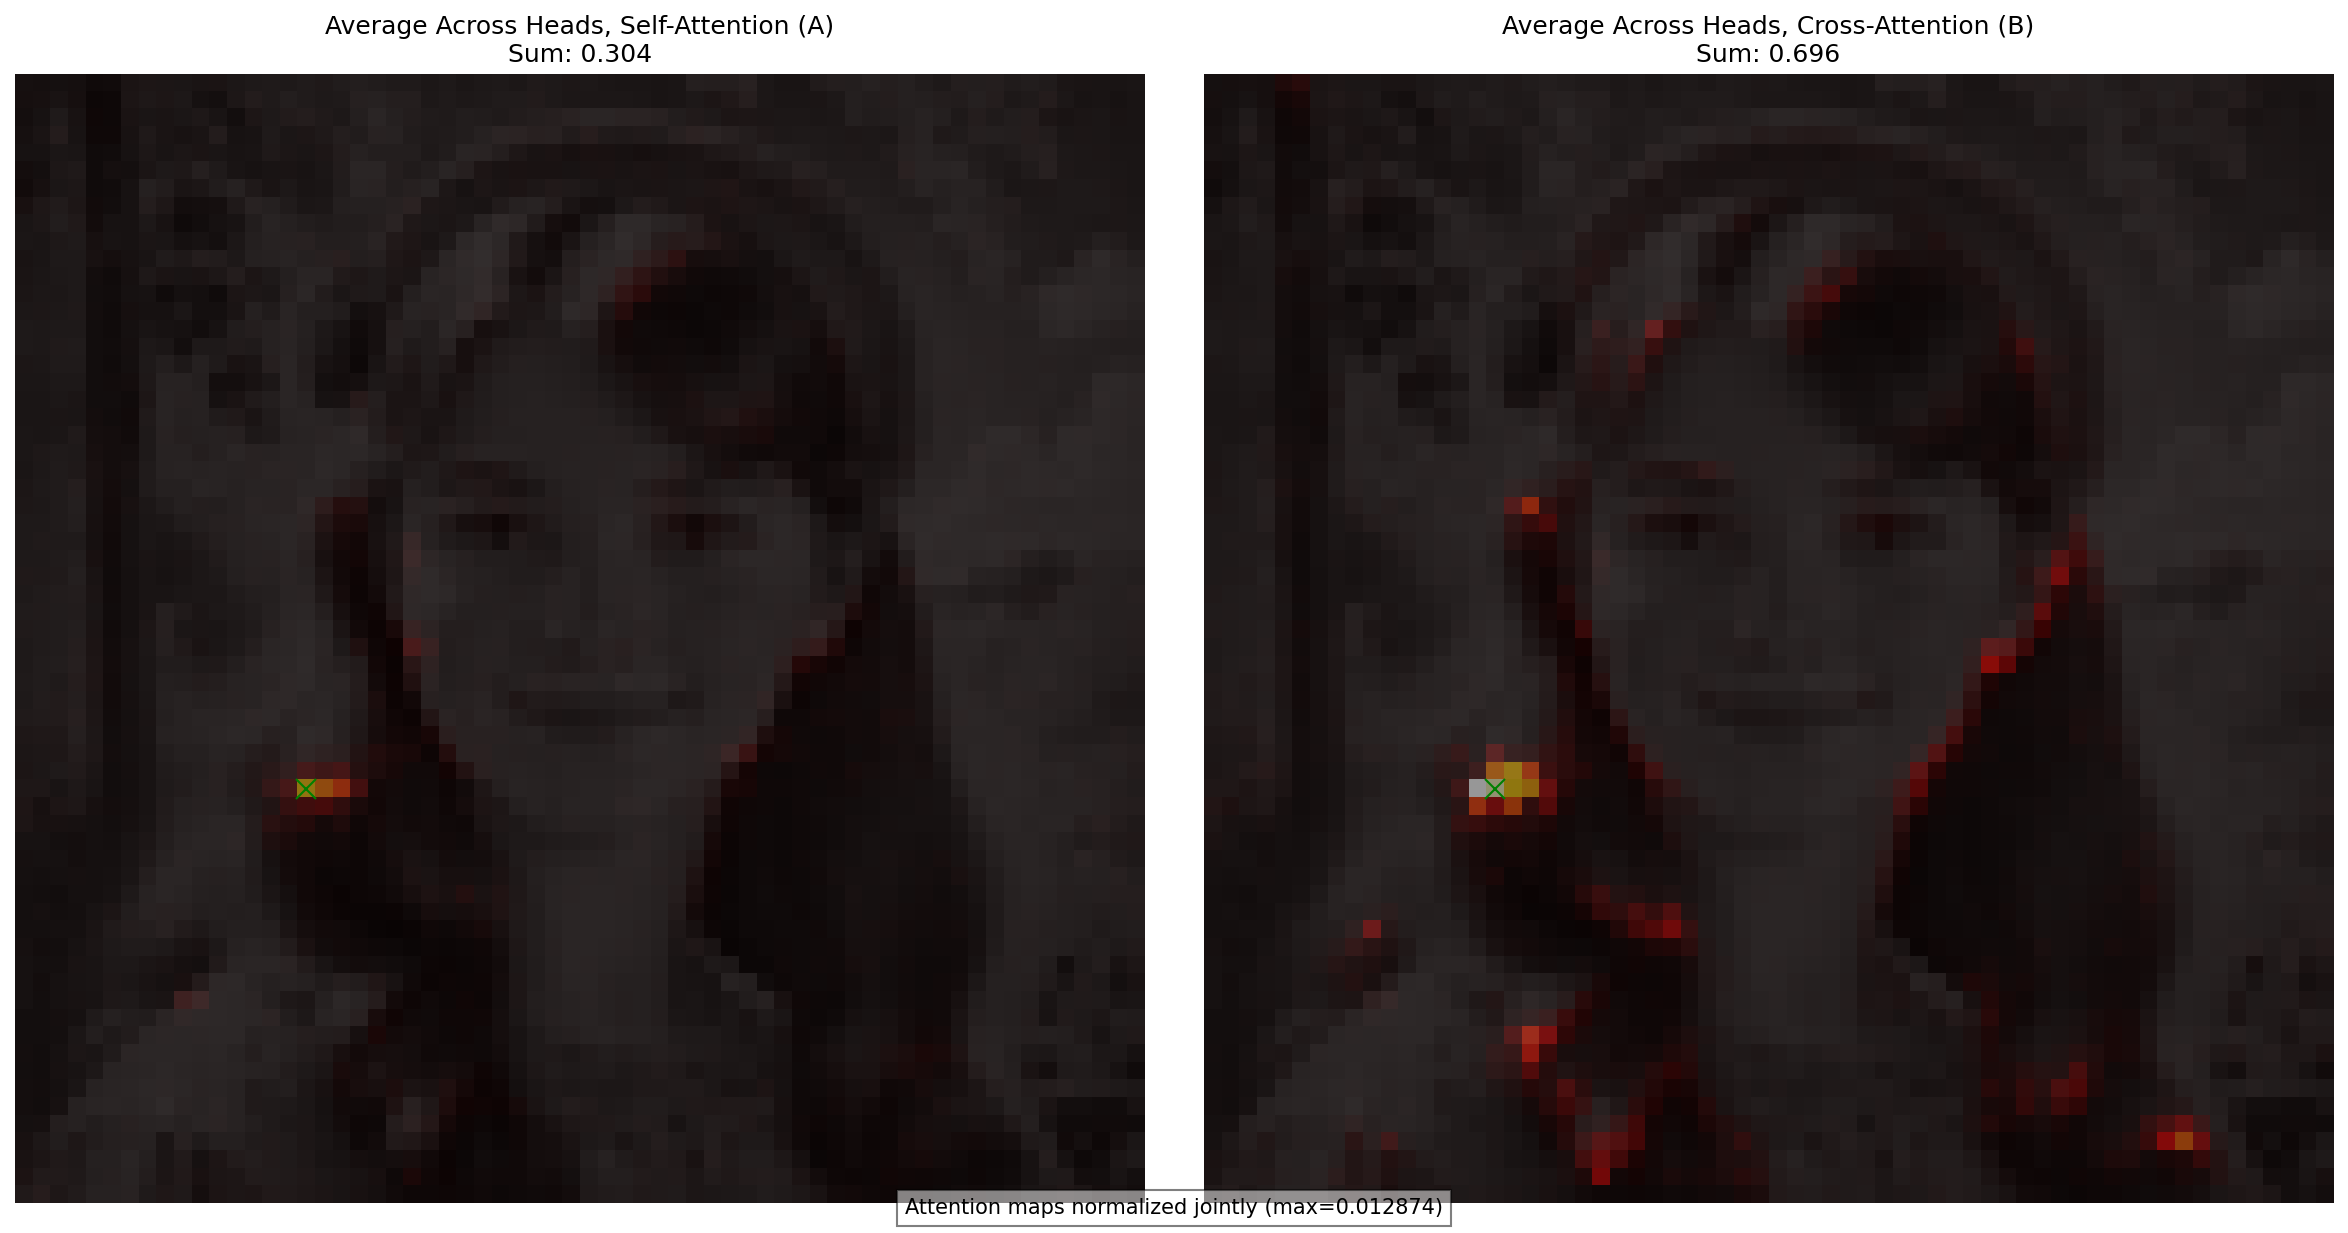 Average Across Heads, Self-Attention (A)
Sum: 0.304
Average Across Heads, Cross-Attention (B)
Sum: 0.696
Attention maps normalized jointly (max=0.012874)